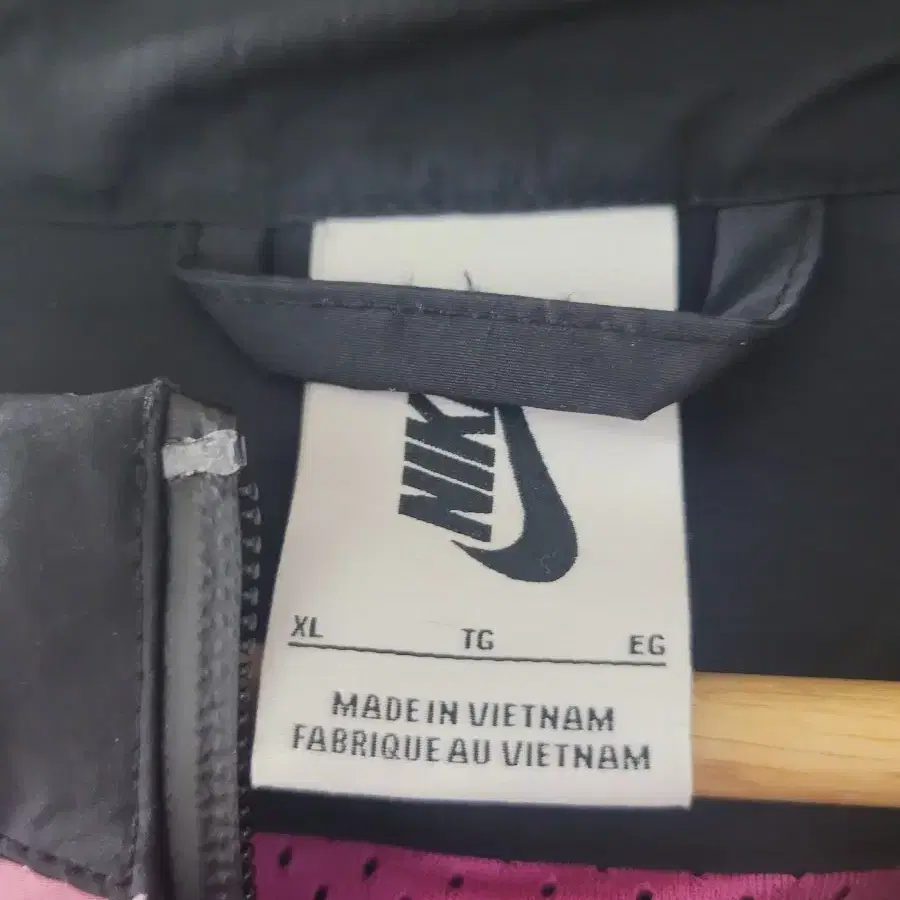 NIKE
XL TG EG
MADE IN VIETNAM
FABRIQUE AU VIETNAM